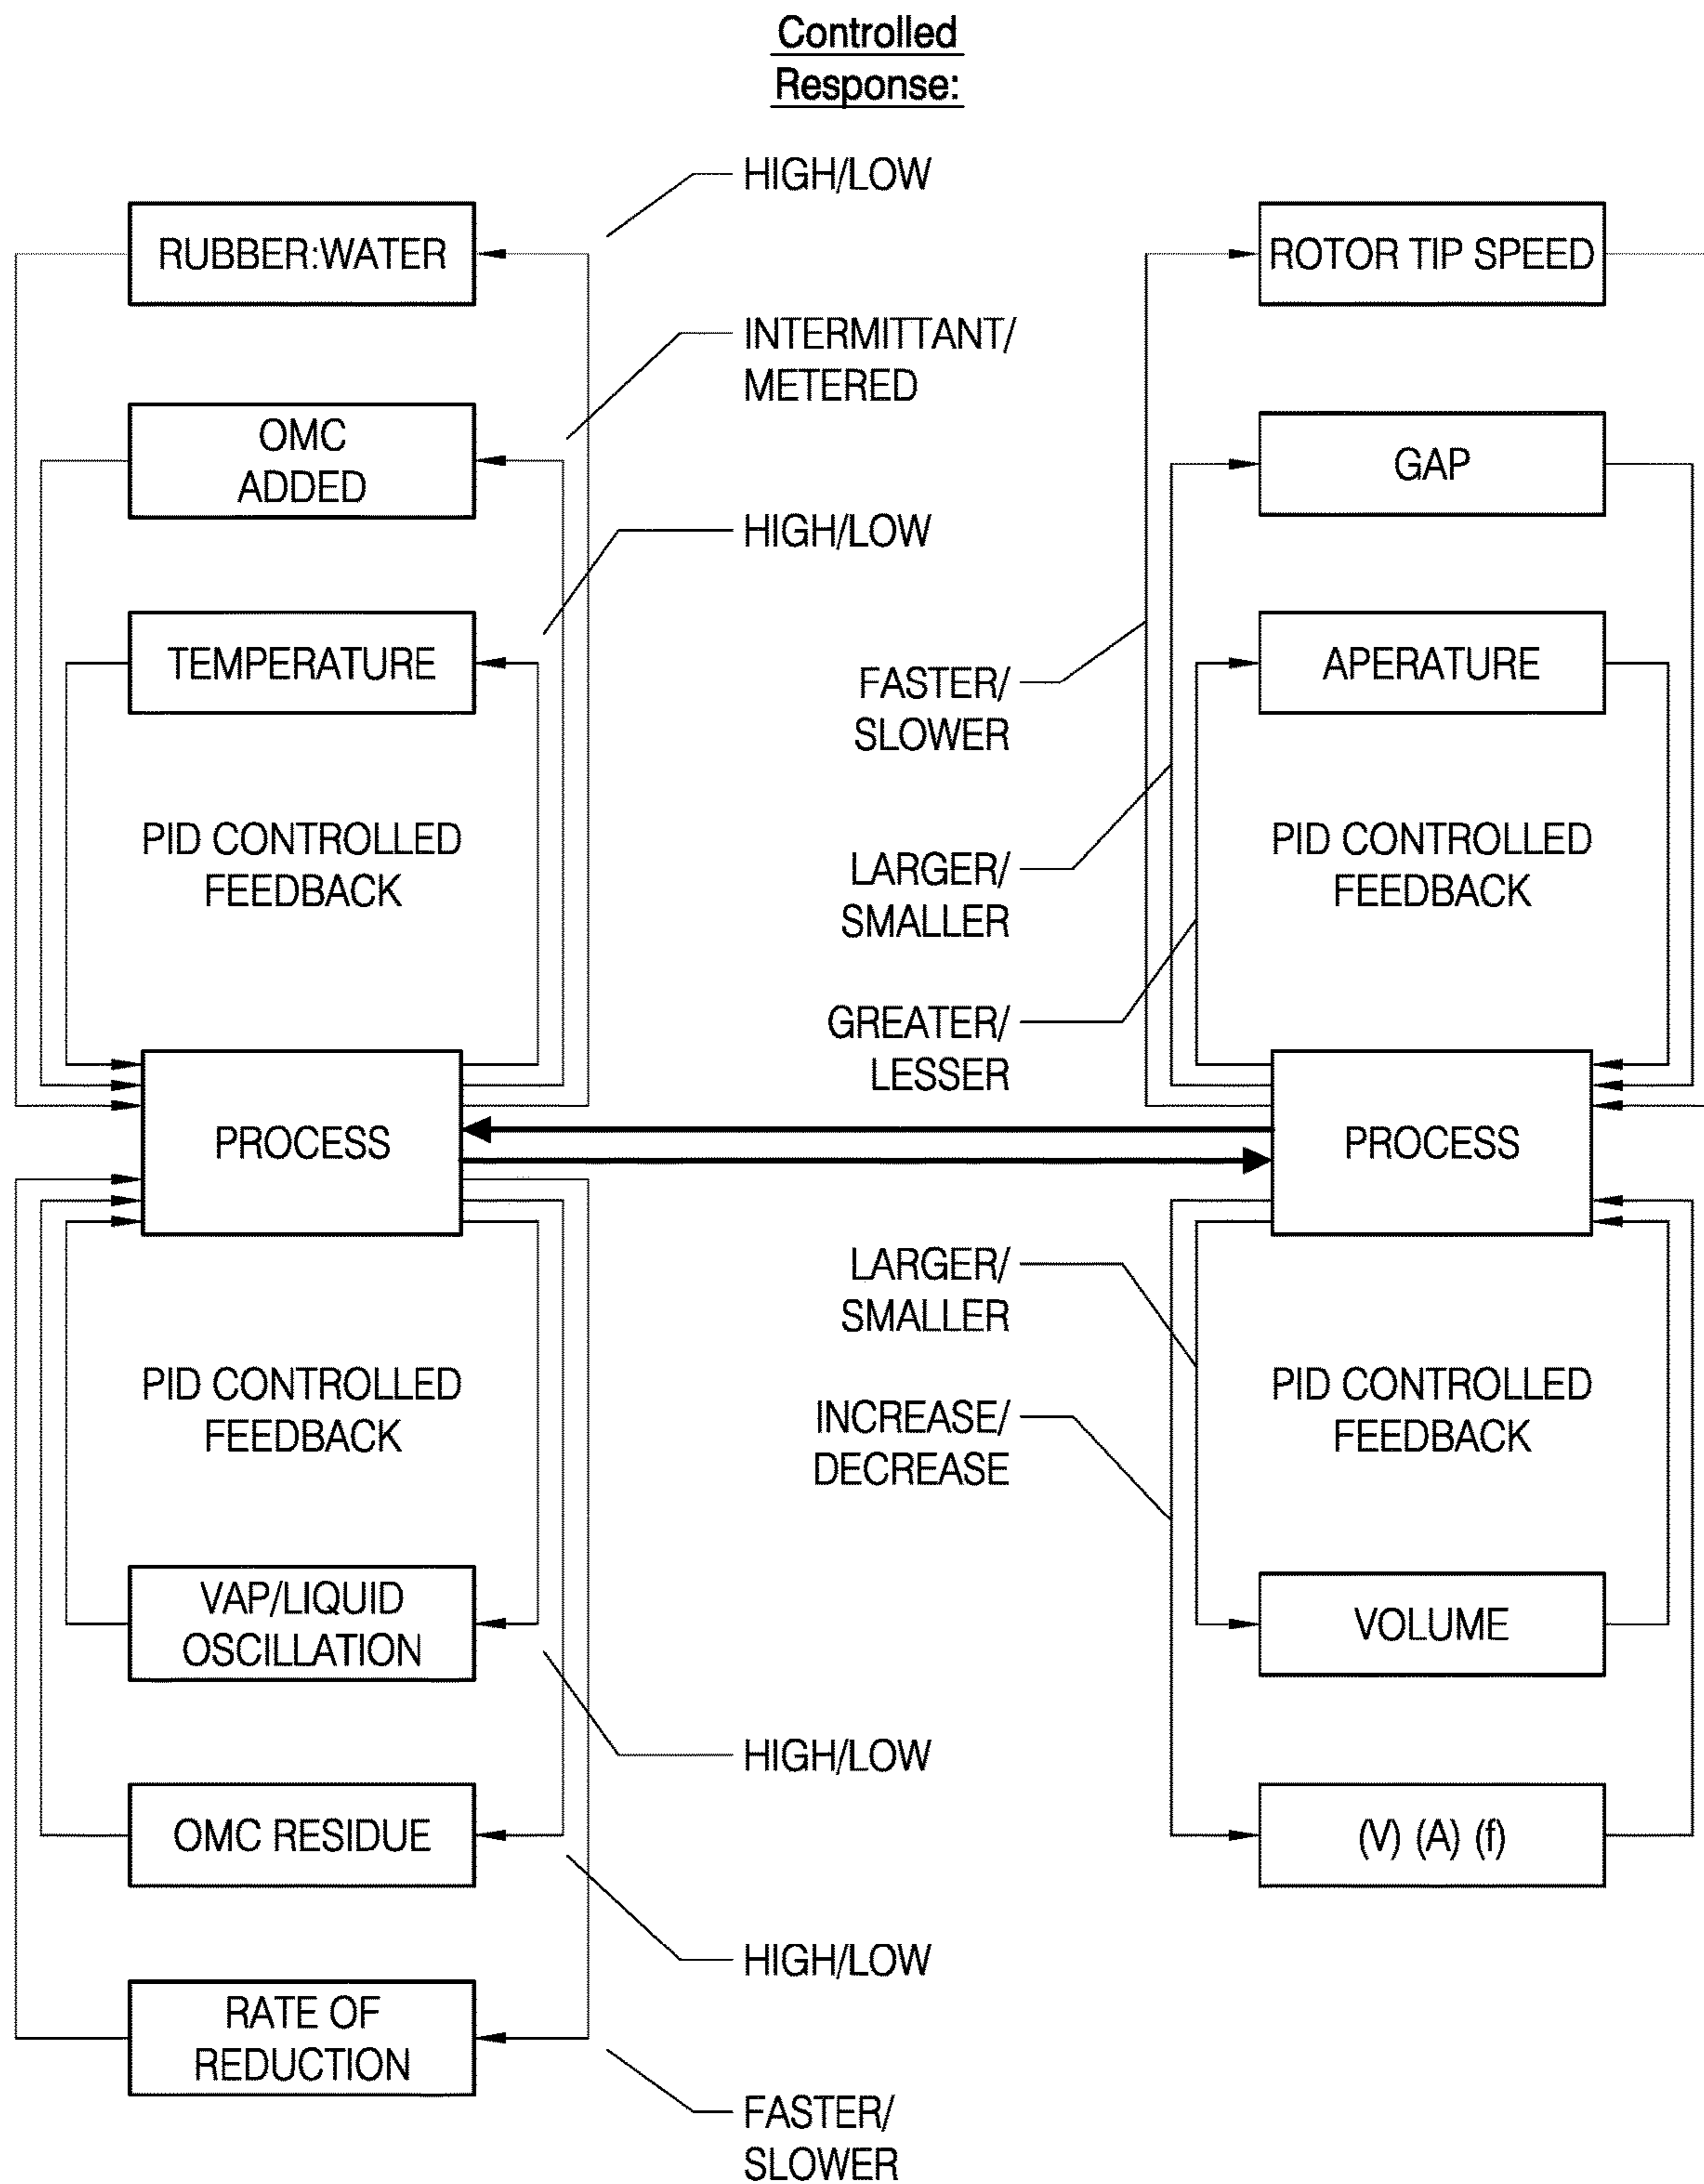 Controlled
Response:
HIGH/LOW
RUBBER:WATER
ROTOR TIP SPEED
INTERMITTANT/
METERED
OMC
ADDED
GAP
HIGH/LOW
TEMPERATURE
APERATURE
FASTER/
SLOWER
PID CONTROLLED
FEEDBACK
LARGER/
SMALLER
PID CONTROLLED
FEEDBACK
GREATER/
LESSER
PROCESS
PROCESS
LARGER/
SMALLER
PID CONTROLLED
FEEDBACK
PID CONTROLLED
FEEDBACK
INCREASE/
DECREASE
VAP/LIQUID
OSCILLATION
VOLUME
HIGH/LOW
OMC RESIDUE
(V) (A) (f)
HIGH/LOW
RATE OF
REDUCTION
FASTER/
SLOWER